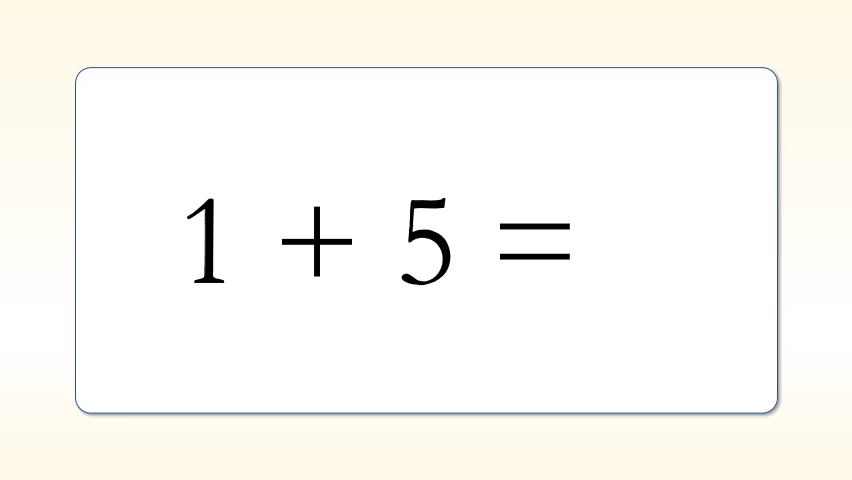 1 + 5 =